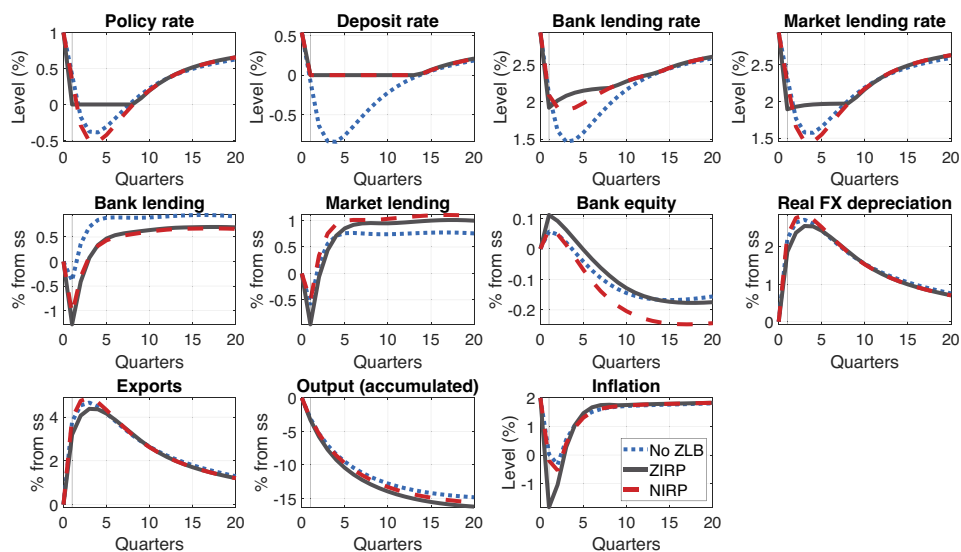 Policy rate
Level (%)
1
0.5
0
-0.5
0 5 10 15 20
Quarters
Deposit rate
0.5
0
-0.5
0 5 10 15 20
Quarters
Bank lending rate
2.5
2
1.5
0 5 10 15 20
Quarters
Market lending rate
2.5
2
1.5
0 5 10 15 20
Quarters
Bank lending
% from ss
0.5
0
-0.5
-1
0 5 10 15 20
Quarters
Market lending
% from ss
1
0.5
0
-0.5
0 5 10 15 20
Quarters
Bank equity
% from ss
0.1
0
-0.1
-0.2
0 5 10 15 20
Quarters
Real FX depreciation
% from ss
2
1
0
0 5 10 15 20
Quarters
Exports
% from ss
4
2
0
0 5 10 15 20
Quarters
Output (accumulated)
% from ss
0
-5
-10
-15
0 5 10 15 20
Quarters
Inflation
Level (%)
2
1
0
-1
0 5 10 15 20
Quarters
No ZLB
ZIRP
NIRP